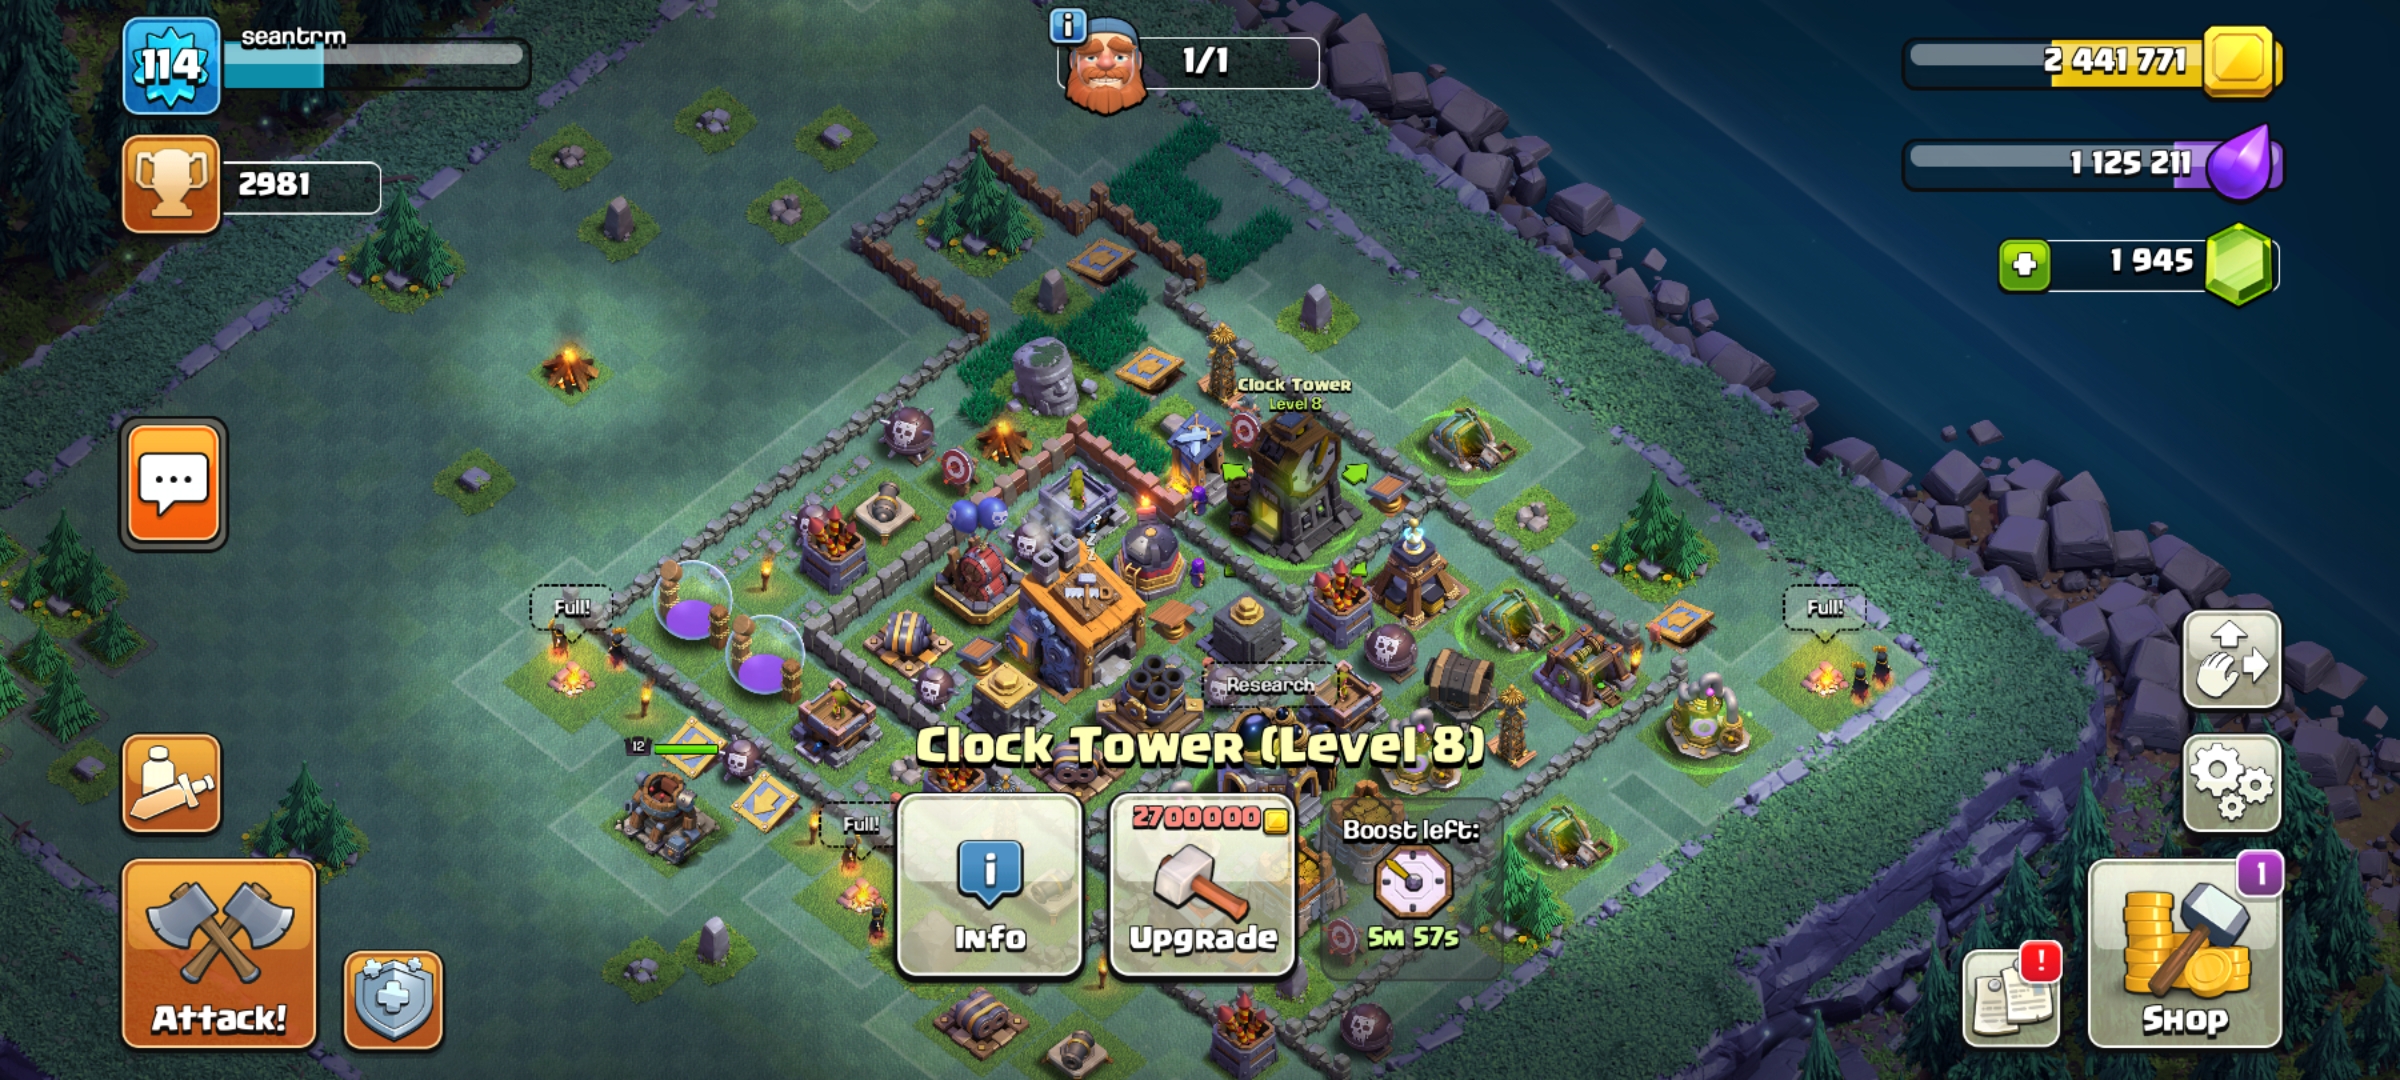 seantrm
114
1/1
2 441 771
2981
1 125 211
1 945
Clock Tower
Level 8
Full!
Full!
Research
12
Clock Tower (Level 8)
Full!
2700000
Boost left:
Info
Upgrade
5m 57s
Attack!
1
!
Shop